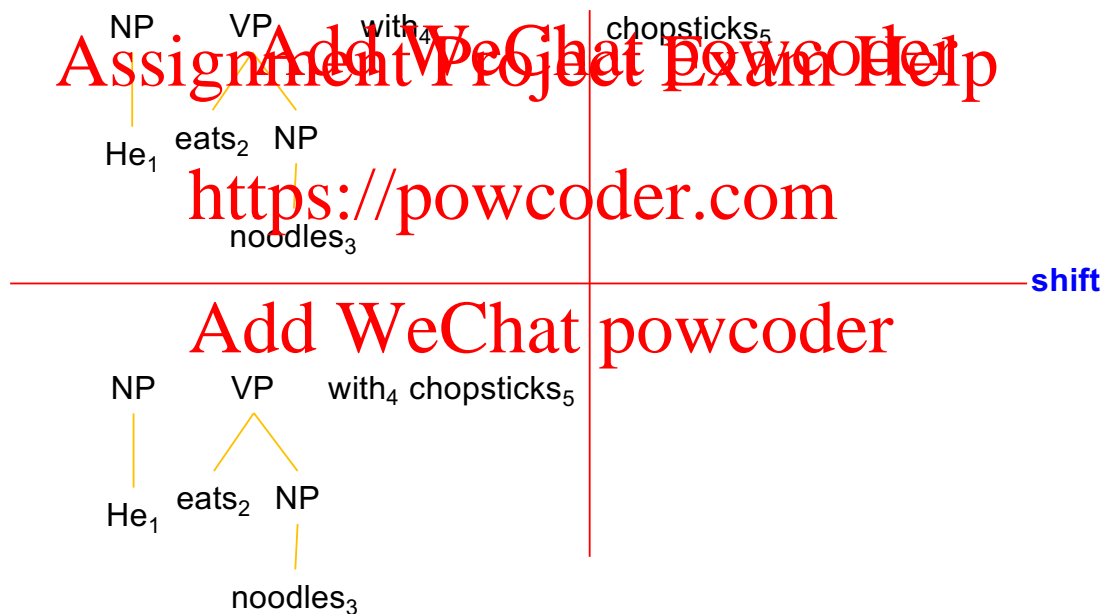 NP VP with₄ chopsticks₅
Add WeChat powcoder
Assignment Project Exam Help
He₁ eats₂ NP
https://powcoder.com
noodles₃
shift
Add WeChat powcoder
NP VP with₄ chopsticks₅
He₁ eats₂ NP
noodles₃